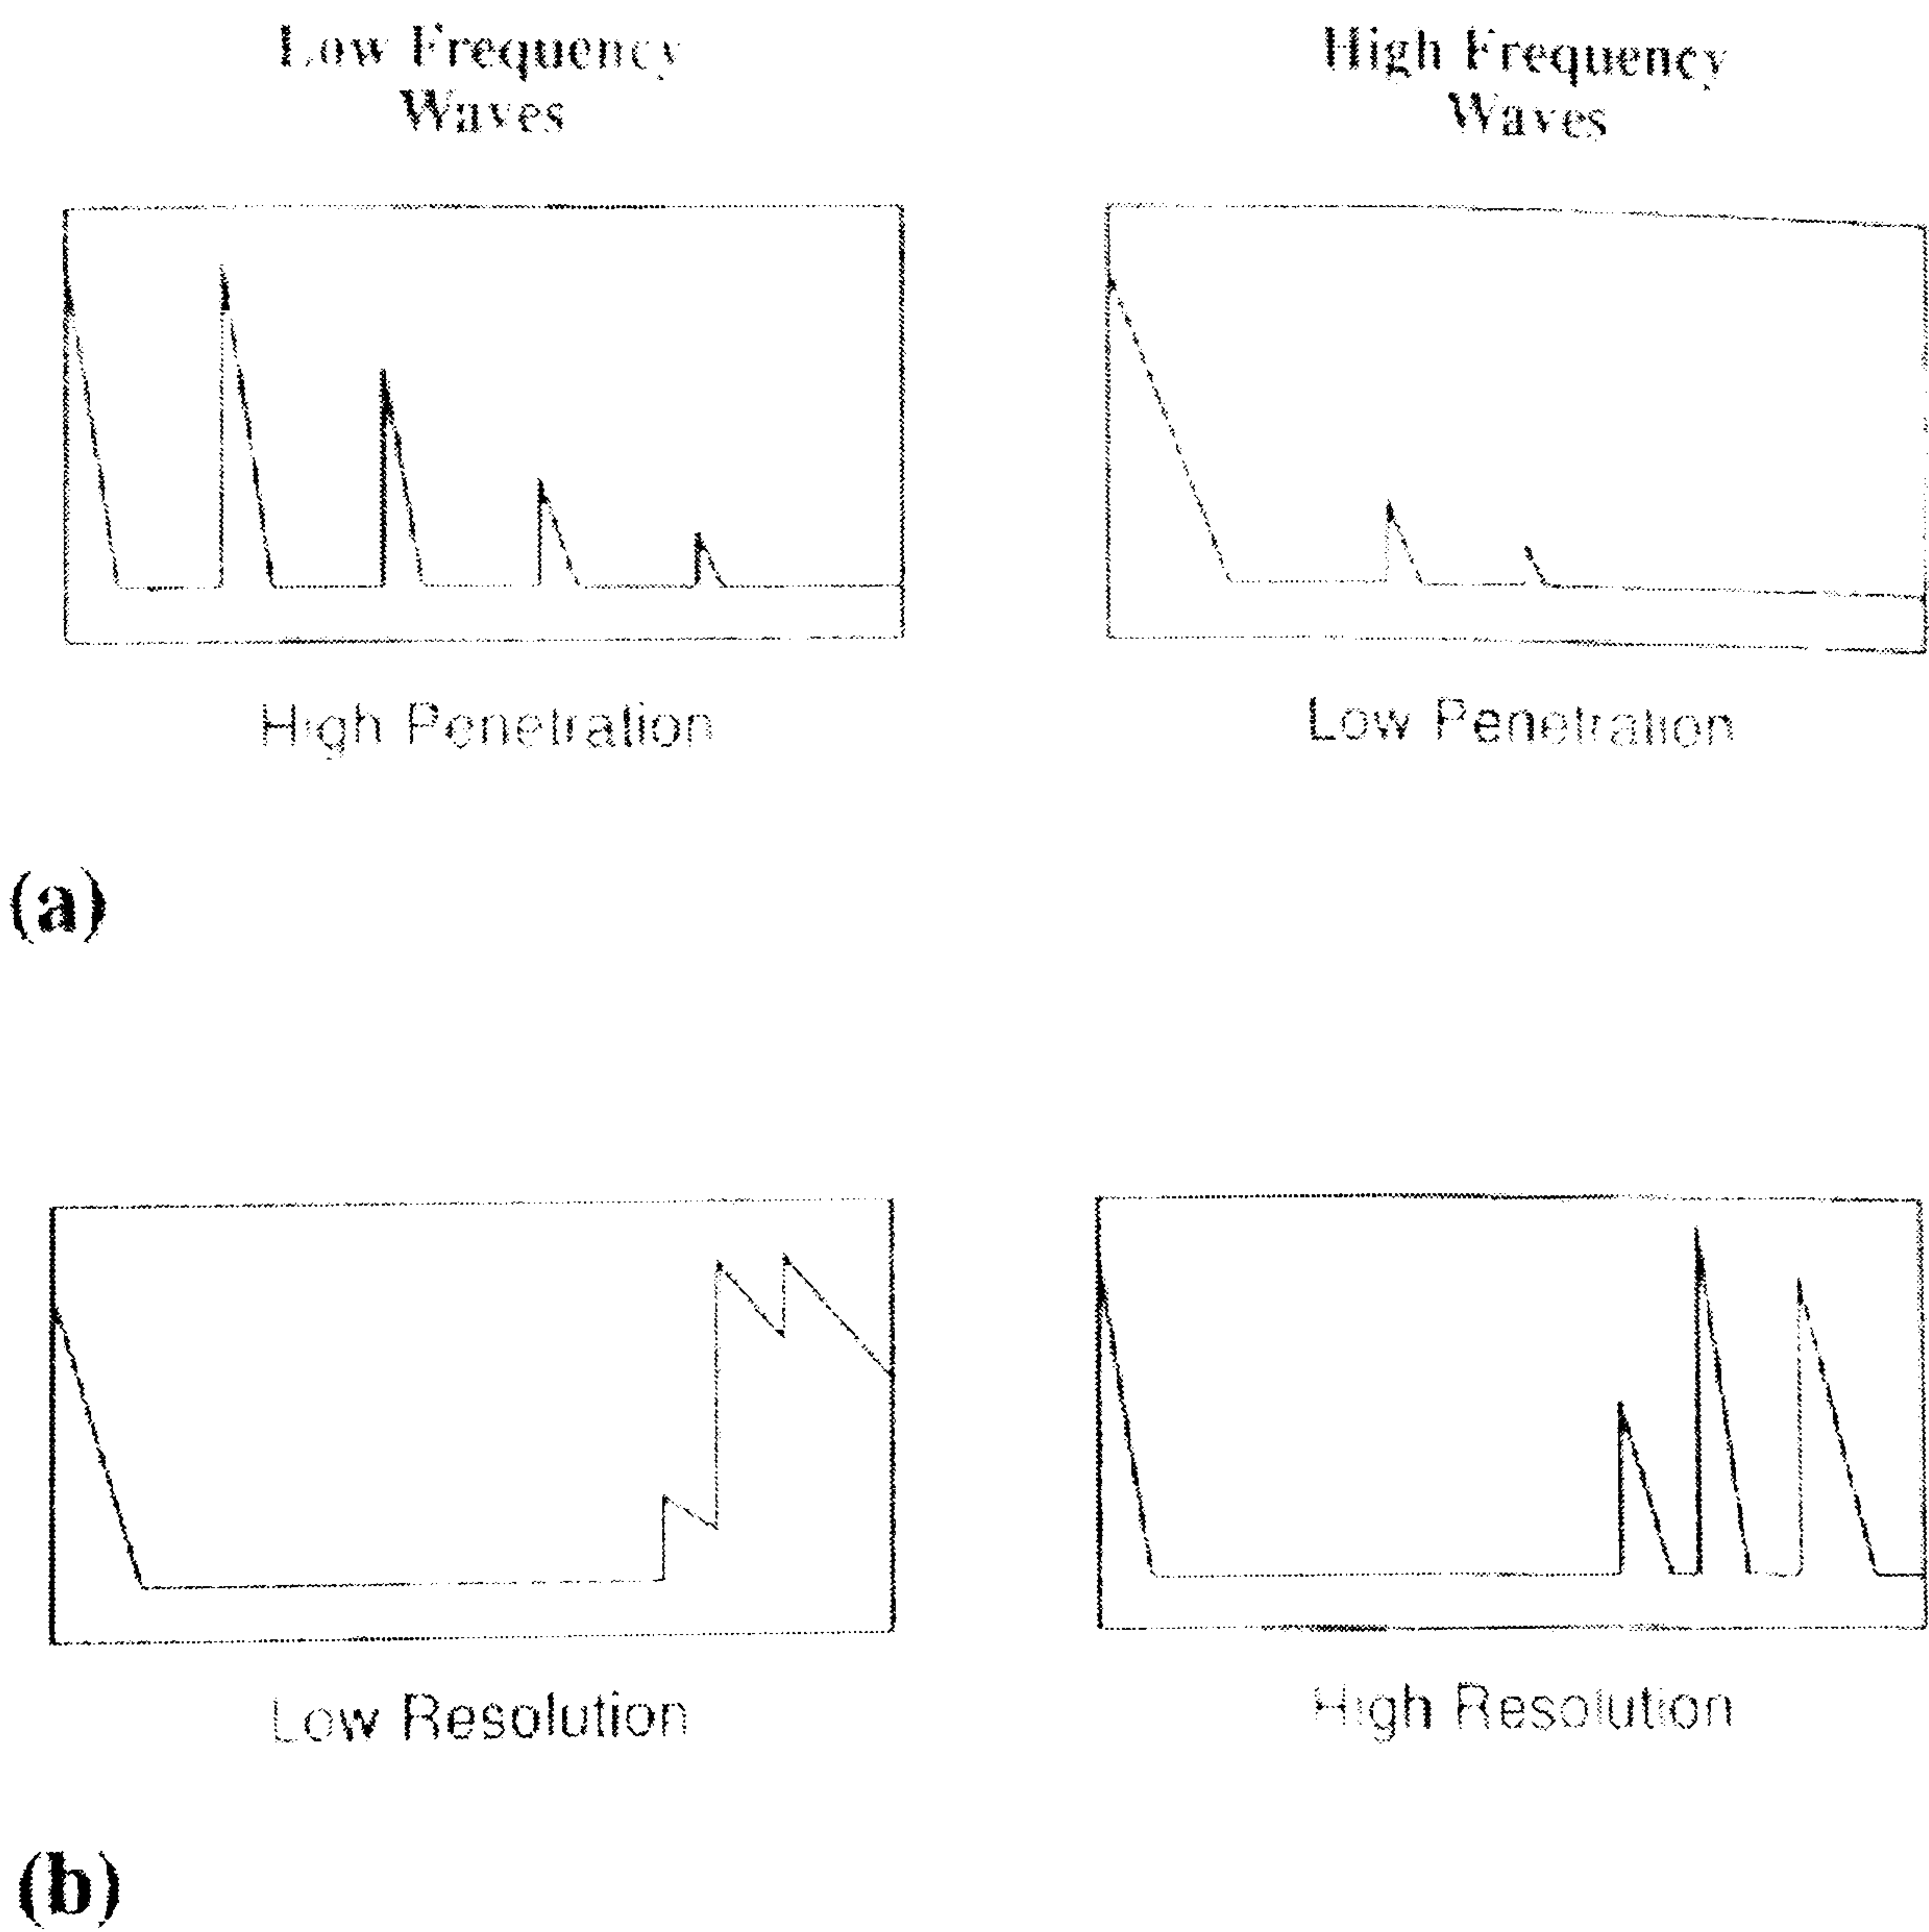 Low Frequency
Waves
High Frequency
Waves
High Penetration
Low Penetration
(a)
Low Resolution
High Resolution
(b)